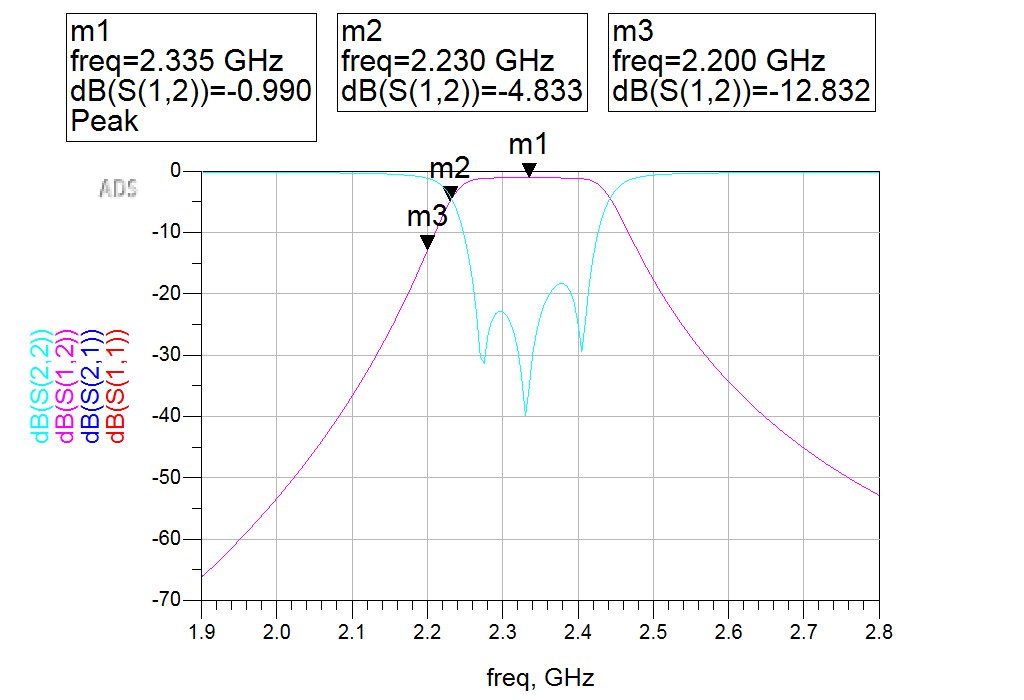 m1
freq=2.335 GHz
dB(S(1,2))=-0.990
Peak
m2
freq=2.230 GHz
dB(S(1,2))=-4.833
m3
freq=2.200 GHz
dB(S(1,2))=-12.832
ADS
m1
m2
m3
0
-10
-20
-30
-40
-50
-60
-70
dB(S(2,2))
dB(S(1,2))
dB(S(2,1))
dB(S(1,1))
1.9 2.0 2.1 2.2 2.3 2.4 2.5 2.6 2.7 2.8
freq, GHz